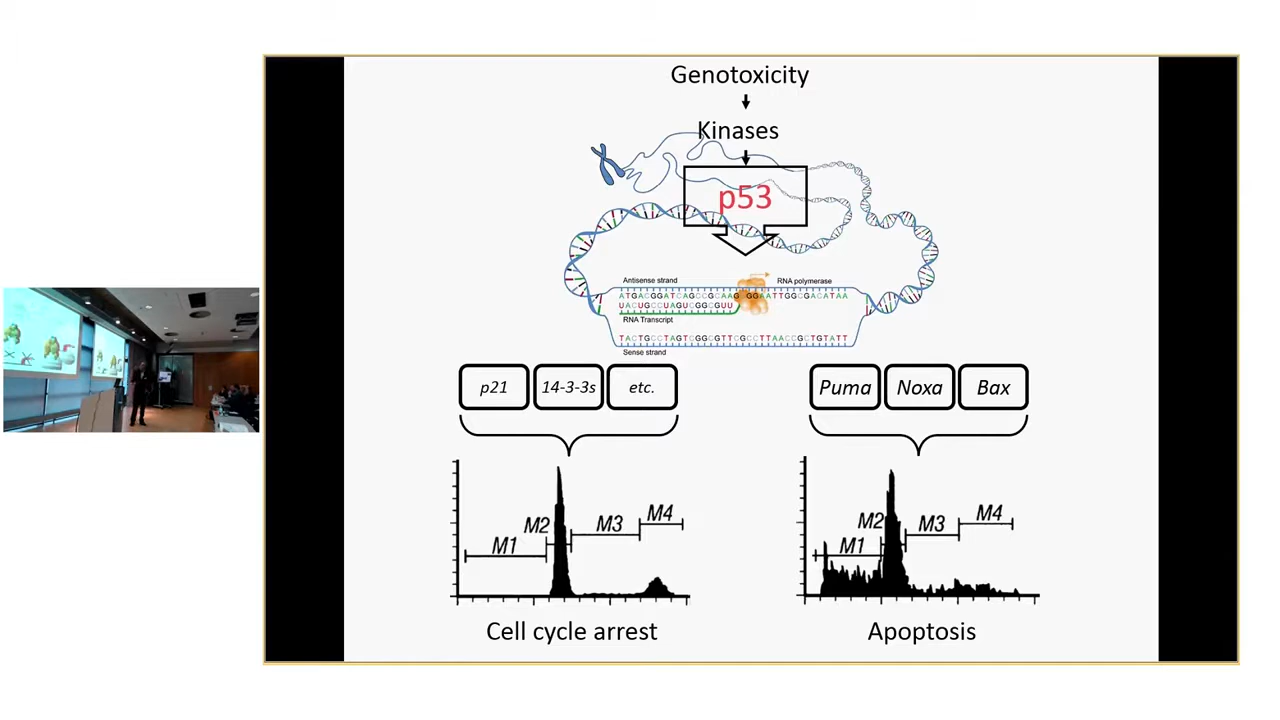 Genotoxicity
Kinases
p53
Antisense strand
RNA polymerase
RNA Transcript
Sense strand
p21
14-3-3s
etc.
Puma
Noxa
Bax
M1
M2
M3
M4
M1
M2
M3
M4
Cell cycle arrest
Apoptosis